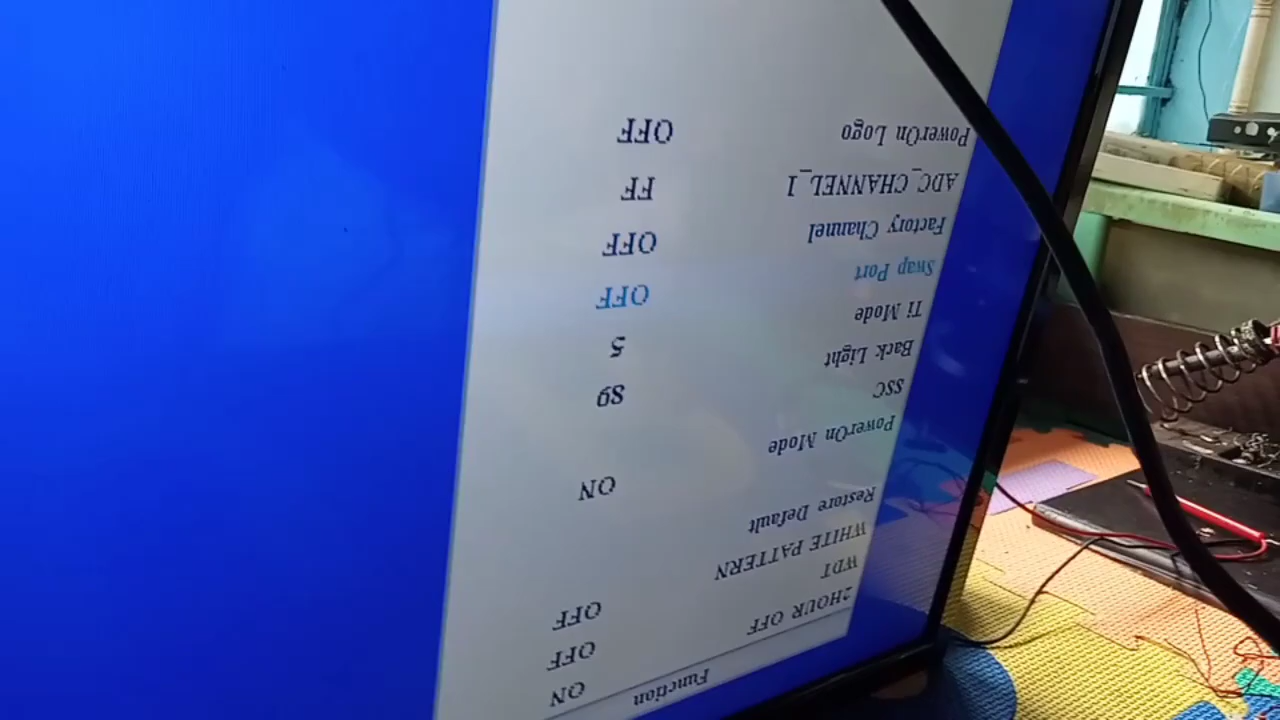 Function
2HOUR OFF ON
WDT OFF
WHITE PATTERN OFF
Restore Default
PowerOn Mode ON
SSC
Back Light 89
Ti Mode 5
Swap Port OFF
Factory Channel OFF
ADC_CHANNEL_1 FF
PowerOn Logo OFF